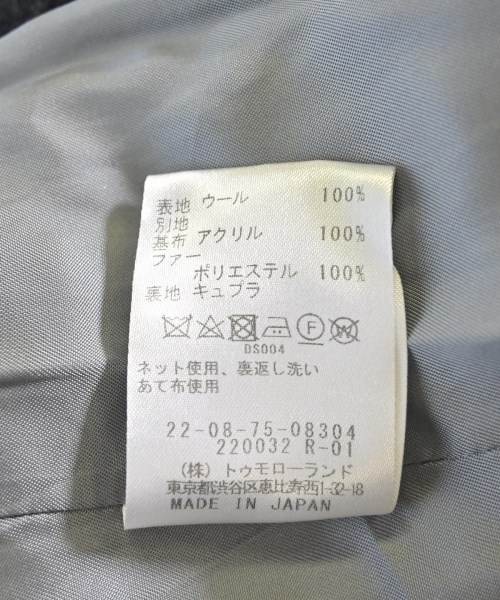 表地 ウール 100%
別地
基布 アクリル 100%
ファー
ポリエステル 100%
裏地 キュプラ
F W
DS004
ネット使用、裏返し洗い
あて布使用
22-08-75-08304
220032 R-01
(株) トゥモローランド
東京都渋谷区恵比寿西1-32-18
MADE IN JAPAN